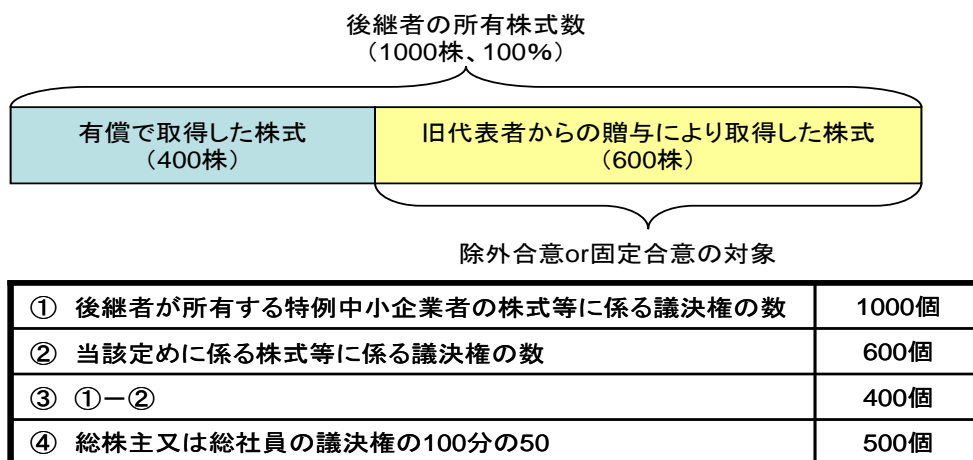 後継者の所有株式数
（1000株、100％）
有償で取得した株式
（400株）
旧代表者からの贈与により取得した株式
（600株）
除外合意or固定合意の対象
① 後継者が所有する特例中小企業者の株式等に係る議決権の数 1000個
② 当該定めに係る株式等に係る議決権の数 600個
③ ①－② 400個
④ 総株主又は総社員の議決権の100分の50 500個